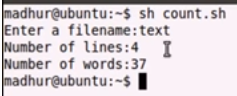 madhur@ubuntu:~$ sh count.sh
Enter a filename:text
Number of lines:4
Number of words:37
madhur@ubuntu:~$